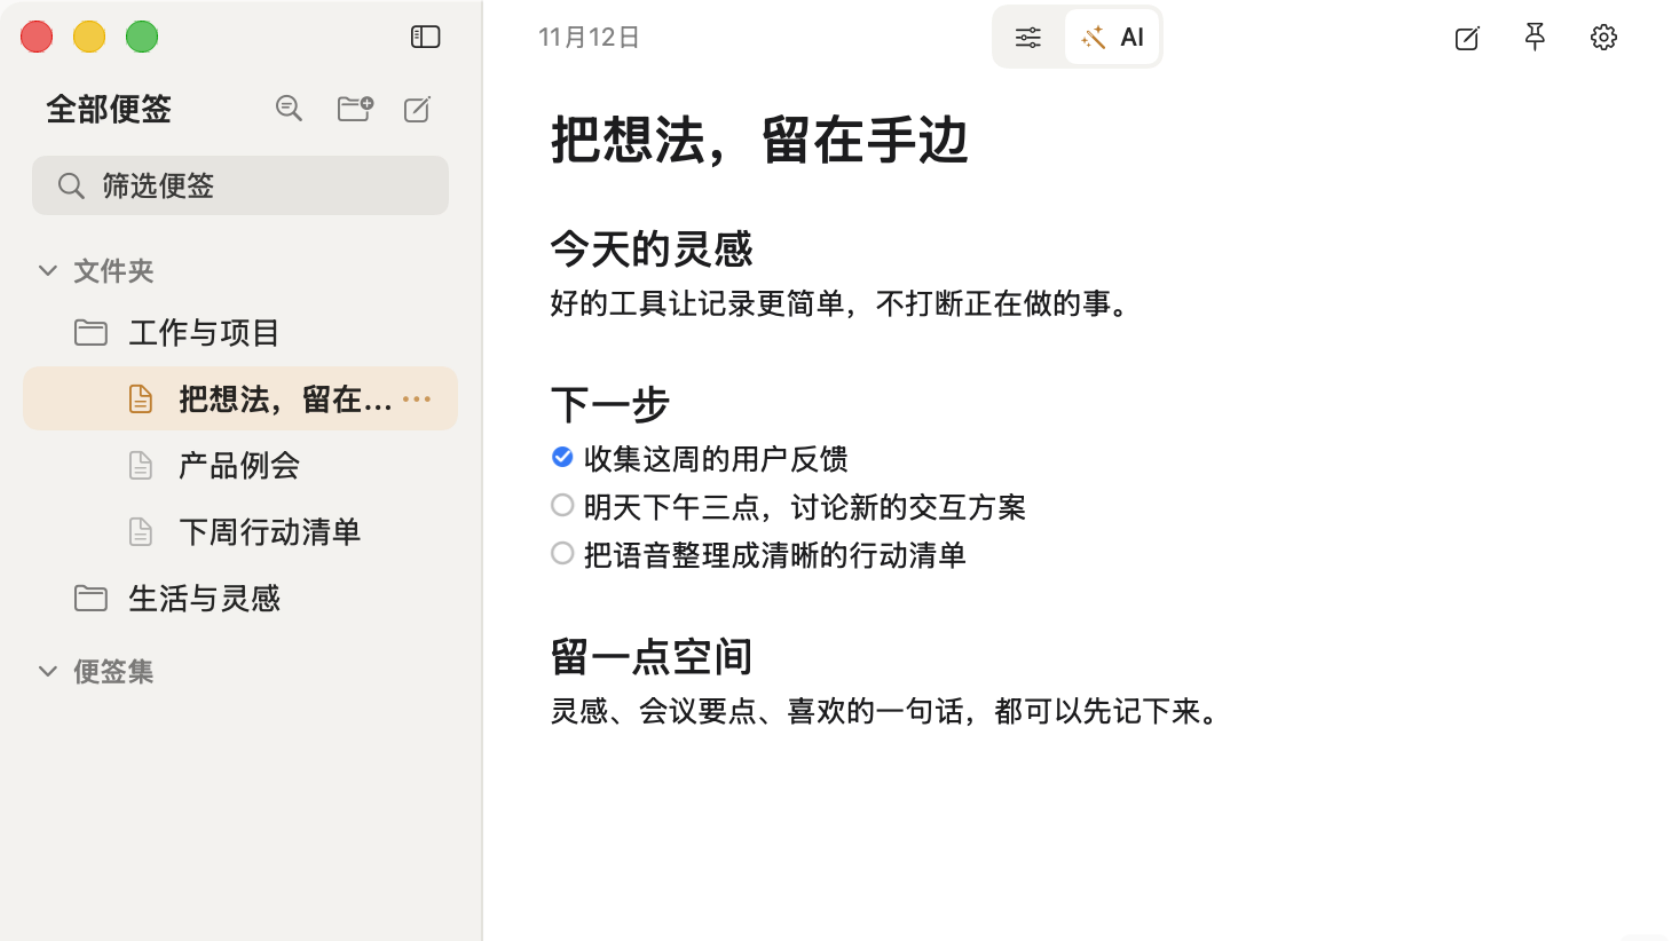 全部便签
筛选便签
文件夹
工作与项目
把想法，留在...
产品例会
下周行动清单
生活与灵感
便签集
11月12日
AI
把想法，留在手边
今天的灵感
好的工具让记录更简单，不打断正在做的事。
下一步
收集这周的用户反馈
明天下午三点，讨论新的交互方案
把语音整理成清晰的行动清单
留一点空间
灵感、会议要点、喜欢的一句话，都可以先记下来。